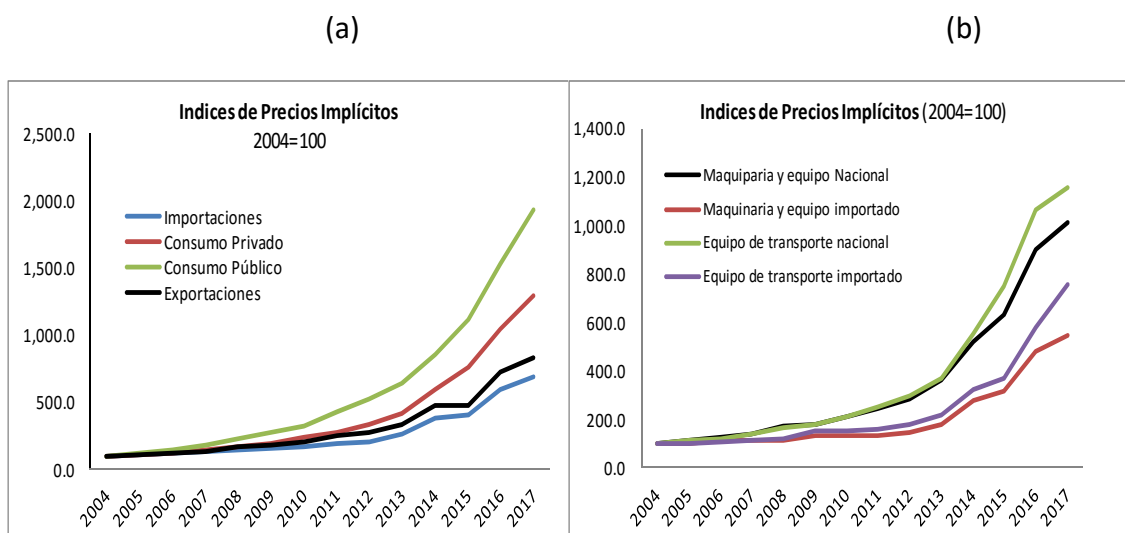 (a)
(b)
Indices de Precios Implícitos
2004=100
2,500.0
2,000.0
1,500.0
1,000.0
500.0
0.0
Importaciones
Consumo Privado
Consumo Público
Exportaciones
2004 2005 2006 2007 2008 2009 2010 2011 2012 2013 2014 2015 2016 2017
Indices de Precios Implícitos (2004=100)
1,400.0
1,200.0
1,000.0
800.0
600.0
400.0
200.0
0.0
Maquiparia y equipo Nacional
Maquinaria y equipo importado
Equipo de transporte nacional
Equipo de transporte importado
2004 2005 2006 2007 2008 2009 2010 2011 2012 2013 2014 2015 2016 2017